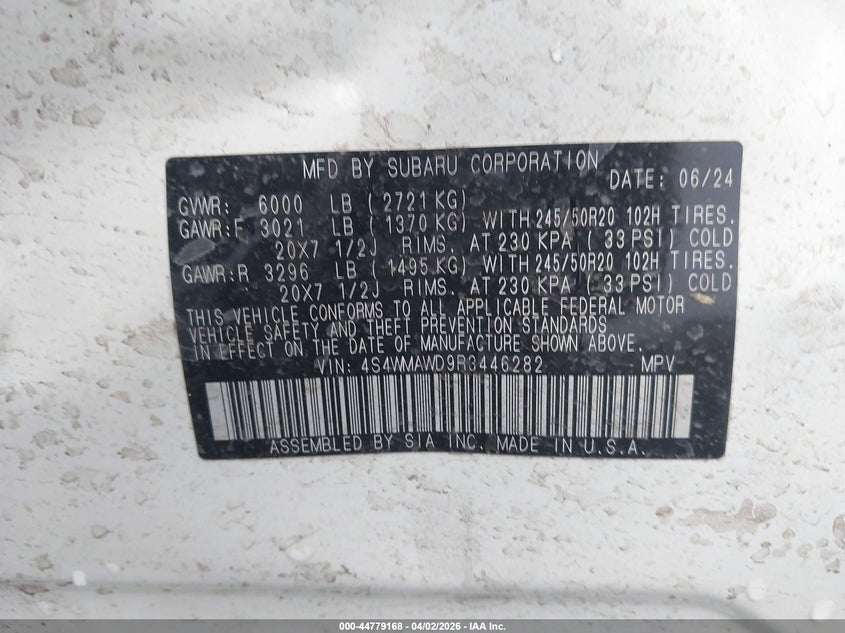 MFD BY SUBARU CORPORATION
DATE: 06/24
GVWR: 6000 LB ( 2721 KG)
GAWR:F 3021 LB ( 1370 KG) WITH 245/50R20 102H TIRES.
20X7 1/2J RIMS. AT 230 KPA ( 33 PSI) COLD
GAWR:R 3296 LB ( 1495 KG) WITH 245/50R20 102H TIRES.
20X7 1/2J RIMS. AT 230 KPA ( 33 PSI) COLD
THIS VEHICLE CONFORMS TO ALL APPLICABLE FEDERAL MOTOR
VEHICLE SAFETY AND THEFT PREVENTION STANDARDS
IN EFFECT ON THE DATE OF MANUFACTURE SHOWN ABOVE.
VIN: 4S4WMAWD9R3446282 MPV
ASSEMBLED BY SIA INC. MADE IN U.S.A.
000-44779168 - 04/02/2026 - IAA Inc.